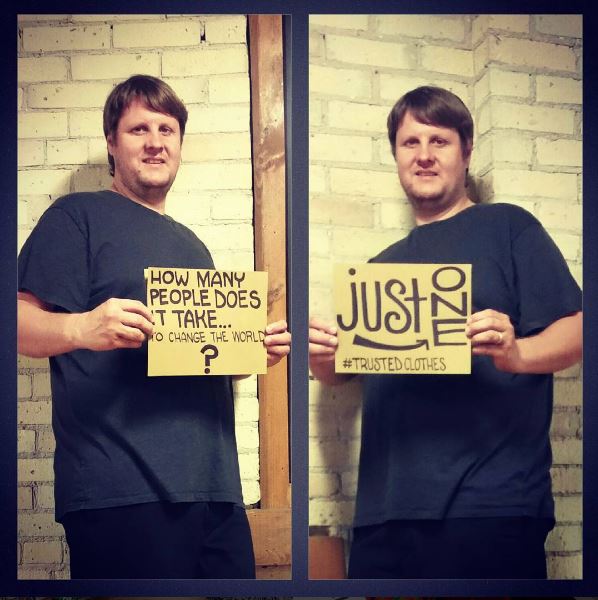 HOW MANY
PEOPLE DOES
IT TAKE...
TO CHANGE THE WORLD
?
just ONE
#TRUSTEDCLOTHES